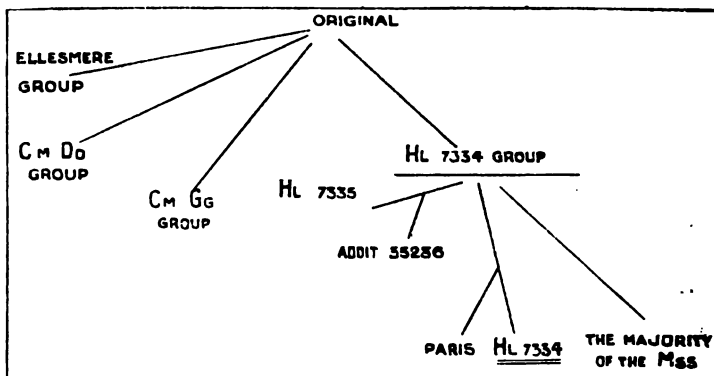 ORIGINAL
ELLESMERE
GROUP
CM DD
GROUP
CM GG
GROUP
HL 7334 GROUP
HL 7335
ADDIT 35286
PARIS
HL 7334
THE MAJORITY
OF THE MSS